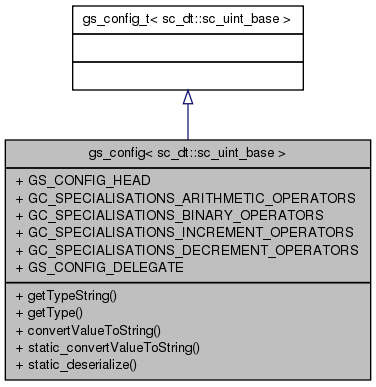 gs_config_t< sc_dt::sc_uint_base >
gs_config< sc_dt::sc_uint_base >
+ GS_CONFIG_HEAD
+ GC_SPECIALISATIONS_ARITHMETIC_OPERATORS
+ GC_SPECIALISATIONS_BINARY_OPERATORS
+ GC_SPECIALISATIONS_INCREMENT_OPERATORS
+ GC_SPECIALISATIONS_DECREMENT_OPERATORS
+ GS_CONFIG_DELEGATE
+ getTypeString()
+ getType()
+ convertValueToString()
+ static_convertValueToString()
+ static_deserialize()